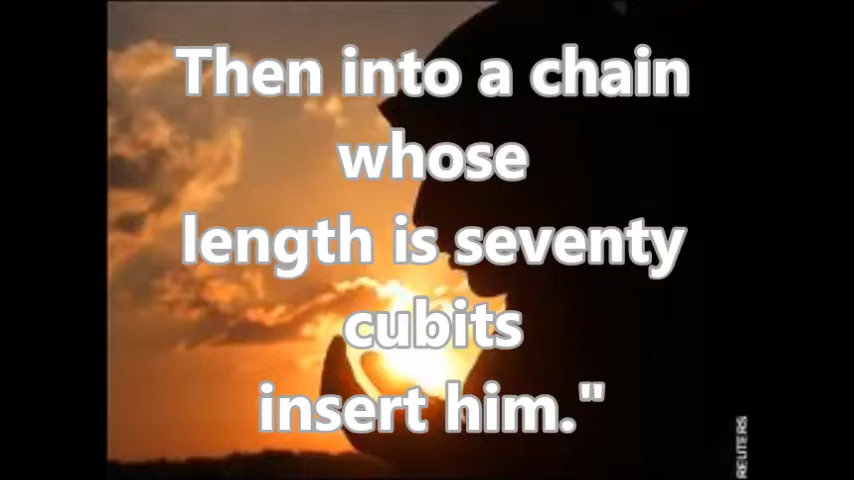 Then into a chain
whose
length is seventy
cubits
insert him."
REUTERS